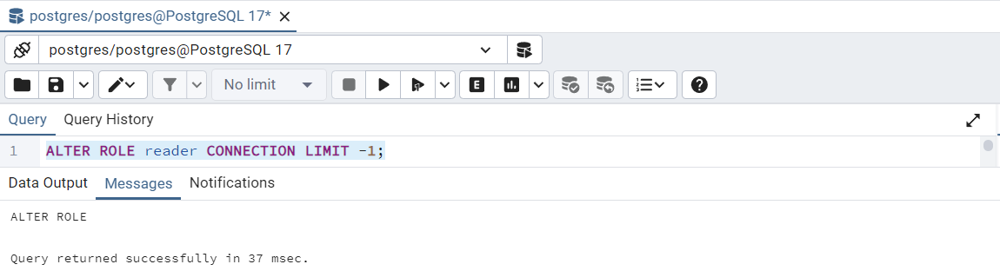 postgres/postgres@PostgreSQL 17*
postgres/postgres@PostgreSQL 17
No limit
Query Query History
1 ALTER ROLE reader CONNECTION LIMIT -1;
Data Output Messages Notifications
ALTER ROLE
Query returned successfully in 37 msec.